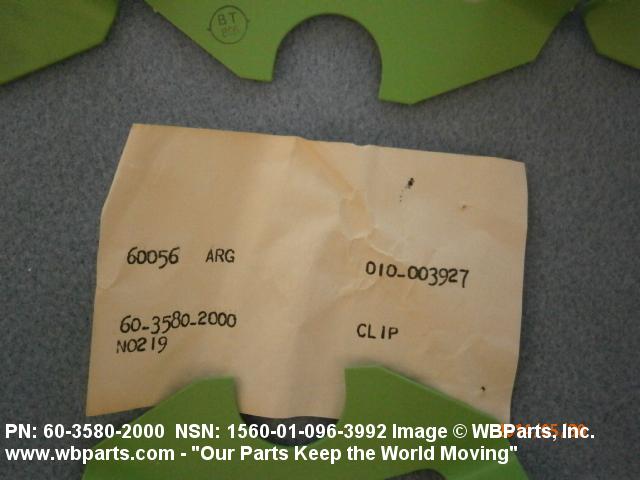 BT
60056 ARG
010-003927
60-3580-2000
N0219
CLIP
PN: 60-3580-2000 NSN: 1560-01-096-3992 Image © WBParts, Inc.
www.wbparts.com - "Our Parts Keep the World Moving"